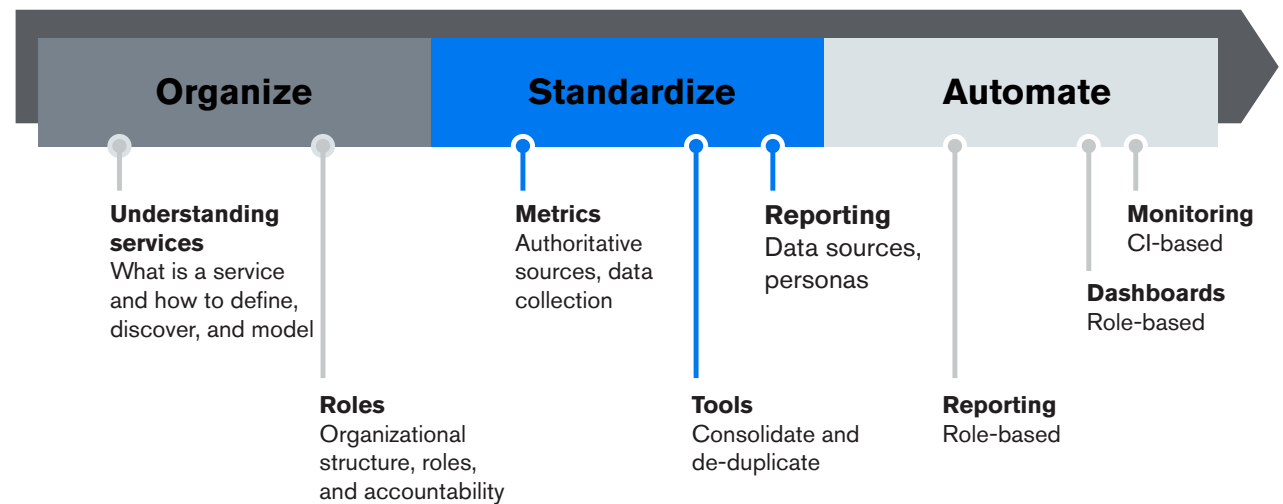 Organize
Standardize
Automate
Understanding
services
What is a service
and how to define,
discover, and model
Roles
Organizational
structure, roles,
and accountability
Metrics
Authoritative
sources, data
collection
Tools
Consolidate and
de-duplicate
Reporting
Data sources,
personas
Reporting
Role-based
Dashboards
Role-based
Monitoring
CI-based